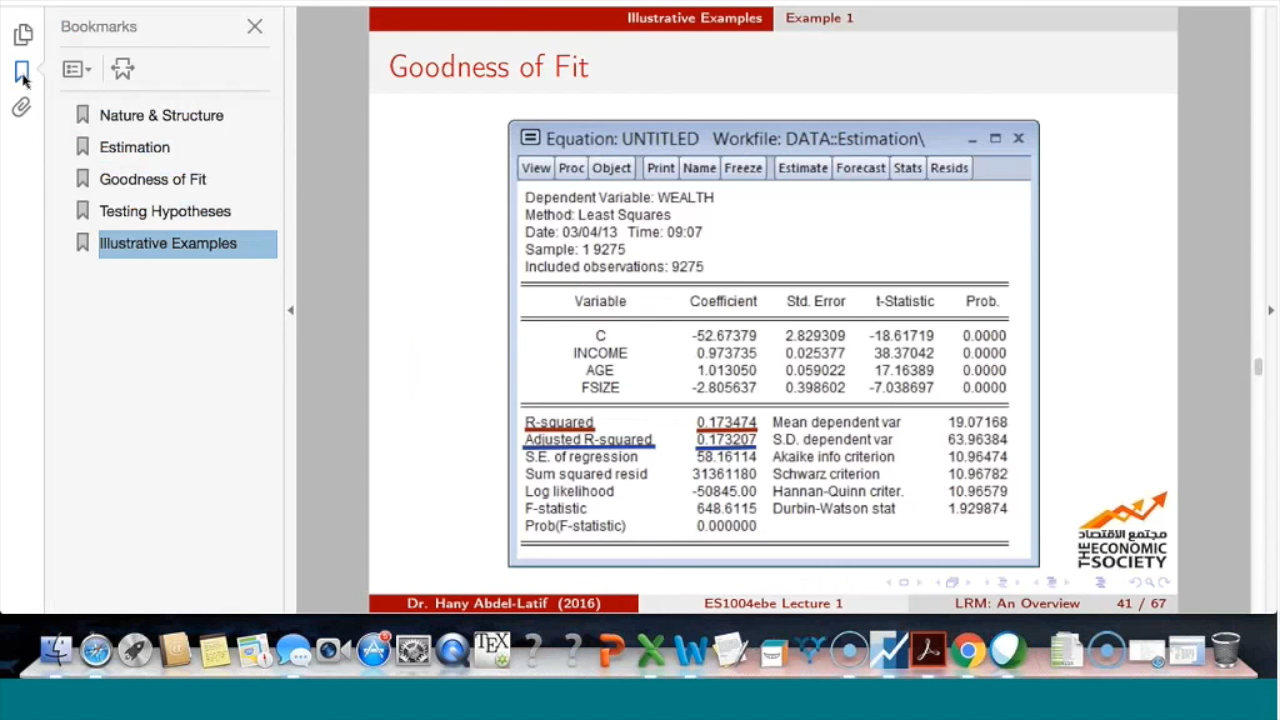 Bookmarks
Nature & Structure
Estimation
Goodness of Fit
Testing Hypotheses
Illustrative Examples
Illustrative Examples Example 1
Goodness of Fit
Equation: UNTITLED Workfile: DATA::Estimation\
View Proc Object Print Name Freeze Estimate Forecast Stats Resids
Dependent Variable: WEALTH
Method: Least Squares
Date: 03/04/13 Time: 09:07
Sample: 1 9275
Included observations: 9275
Variable Coefficient Std. Error t-Statistic Prob.
C -52.67379 2.829309 -18.61719 0.0000
INCOME 0.973735 0.025377 38.37042 0.0000
AGE 1.013050 0.059022 17.16389 0.0000
FSIZE -2.805637 0.398602 -7.038697 0.0000
R-squared 0.173474 Mean dependent var 19.07168
Adjusted R-squared 0.173207 S.D. dependent var 63.96384
S.E. of regression 58.16114 Akaike info criterion 10.96474
Sum squared resid 31361180 Schwarz criterion 10.96782
Log likelihood -50845.00 Hannan-Quinn criter. 10.96579
F-statistic 648.6115 Durbin-Watson stat 1.929874
Prob(F-statistic) 0.000000
مجتمع الاقتصاد
THE ECONOMIC
SOCIETY
Dr. Hany Abdel-Latif (2016) ES1004ebe Lecture 1 LRM: An Overview 41 / 67
TEX